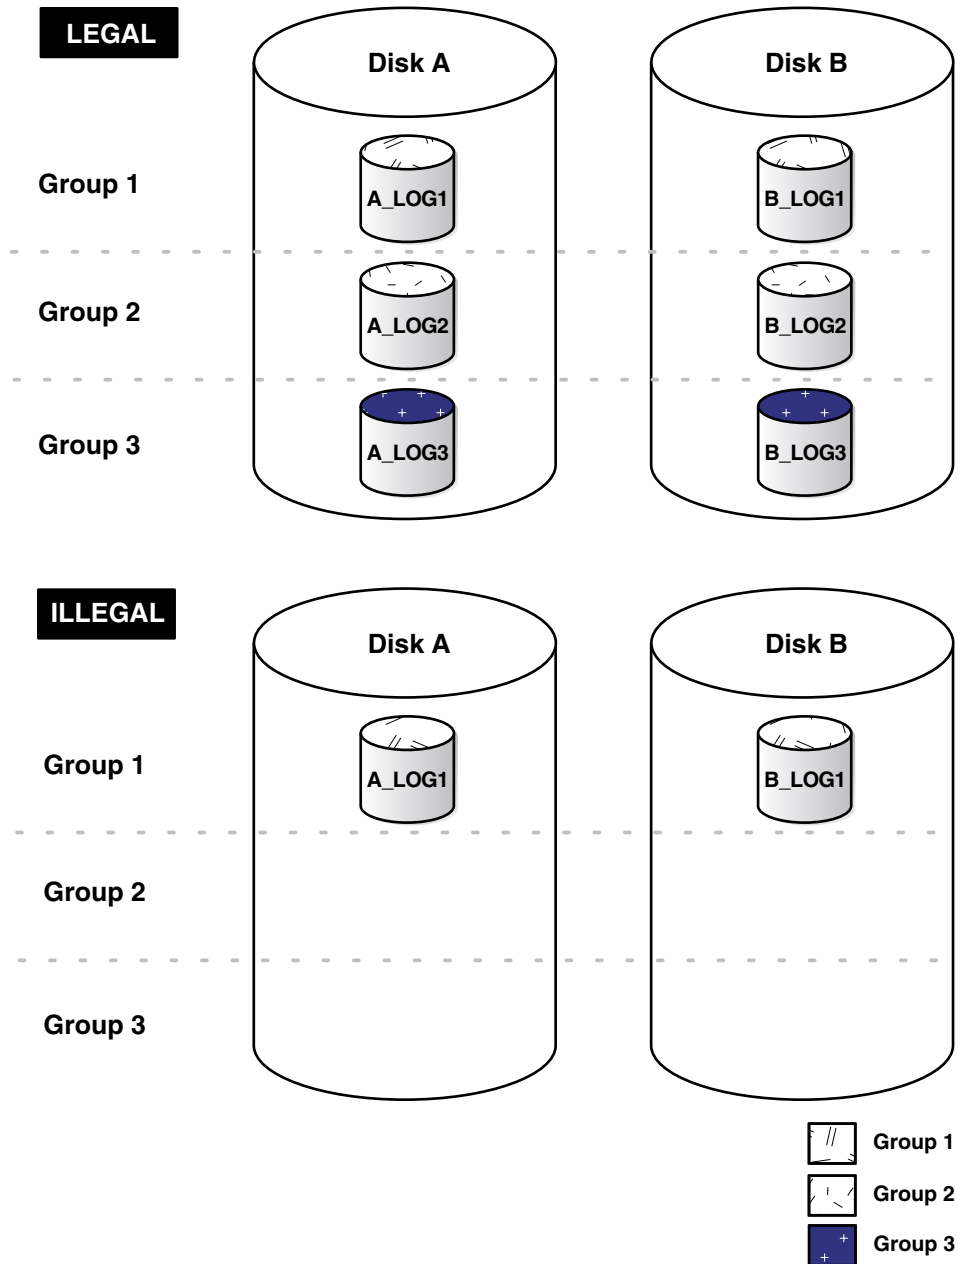 LEGAL
Disk A
Disk B
Group 1
A_LOG1
B_LOG1
Group 2
A_LOG2
B_LOG2
Group 3
A_LOG3
B_LOG3
ILLEGAL
Disk A
Disk B
Group 1
A_LOG1
B_LOG1
Group 2
Group 3
Group 1
Group 2
Group 3